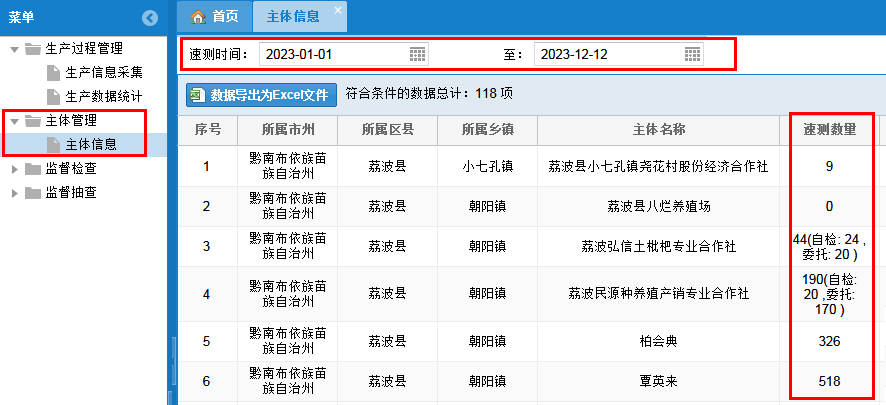 菜单
首页
主体信息
生产过程管理
生产信息采集
生产数据统计
主体管理
主体信息
监督检查
监督抽查
速测时间： 2023-01-01 至： 2023-12-12
数据导出为Excel文件 符合条件的数据总计：118 项
序号 所属市州 所属区县 所属乡镇 主体名称 速测数量
1 黔南布依族苗族自治州 荔波县 小七孔镇 荔波县小七孔镇尧花村股份经济合作社 9
2 黔南布依族苗族自治州 荔波县 朝阳镇 荔波县八烂养殖场 0
3 黔南布依族苗族自治州 荔波县 朝阳镇 荔波弘信土枇杷专业合作社 44(自检: 24 ,委托: 20 )
4 黔南布依族苗族自治州 荔波县 朝阳镇 荔波民源种养殖产销专业合作社 190(自检: 20 ,委托: 170 )
5 黔南布依族苗族自治州 荔波县 朝阳镇 柏会典 326
6 黔南布依族苗族自治州 荔波县 朝阳镇 覃英来 518